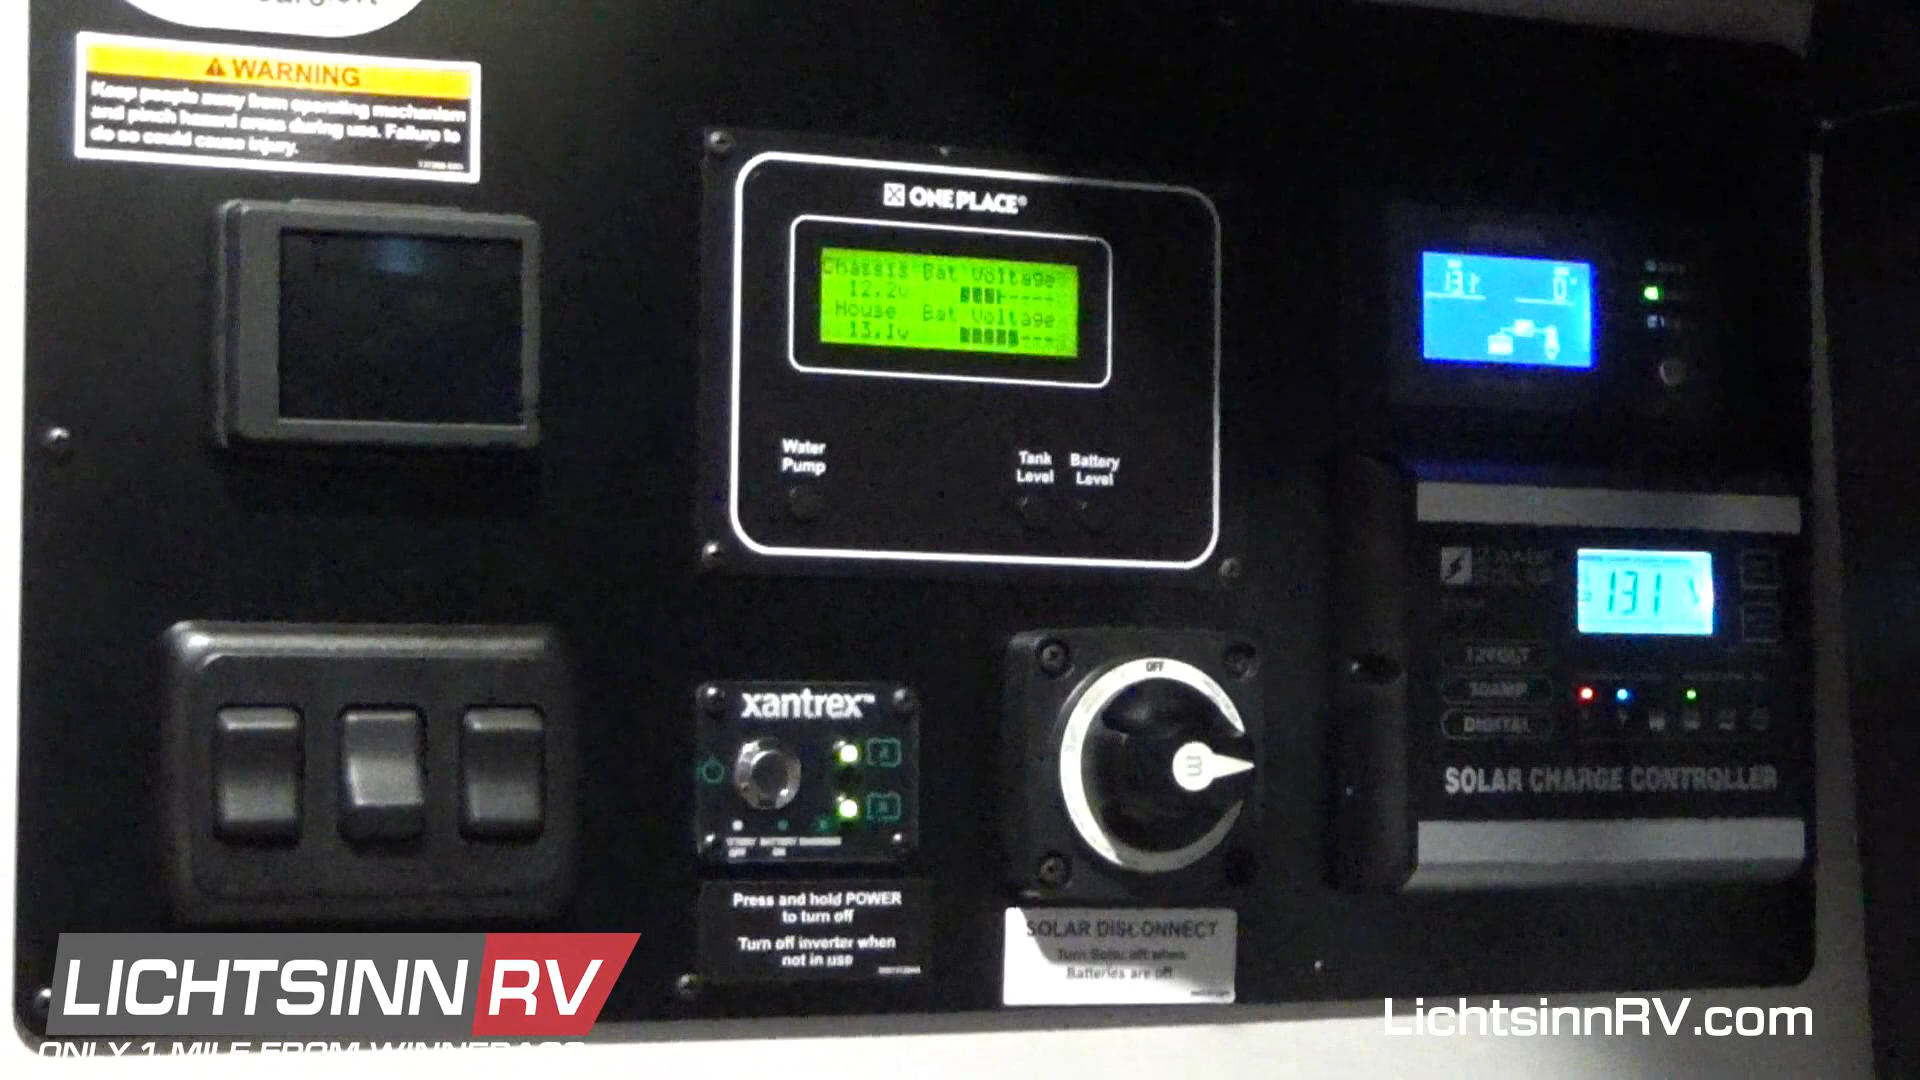 WARNING
Keep people away from operating mechanism
and pinch hazard areas during use. Failure to
do so could cause injury.
ONE PLACE®
Chassis Bat Voltage
12.2v
House Bat Voltage
13.1v
Water
Pump
Tank
Level
Battery
Level
xantrex™
OFF
BATTERY
ON
Press and hold POWER
to turn off
Turn off inverter when
not in use
OFF
SOLAR DISCONNECT
Turn Solar off when
Batteries are off
13.1
0
13.1 V
12VOLT
30AMP
DIGITAL
SOLAR CHARGE CONTROLLER
LICHTSINN RV
ONLY 1 MILE FROM
LichtsinnRV.com